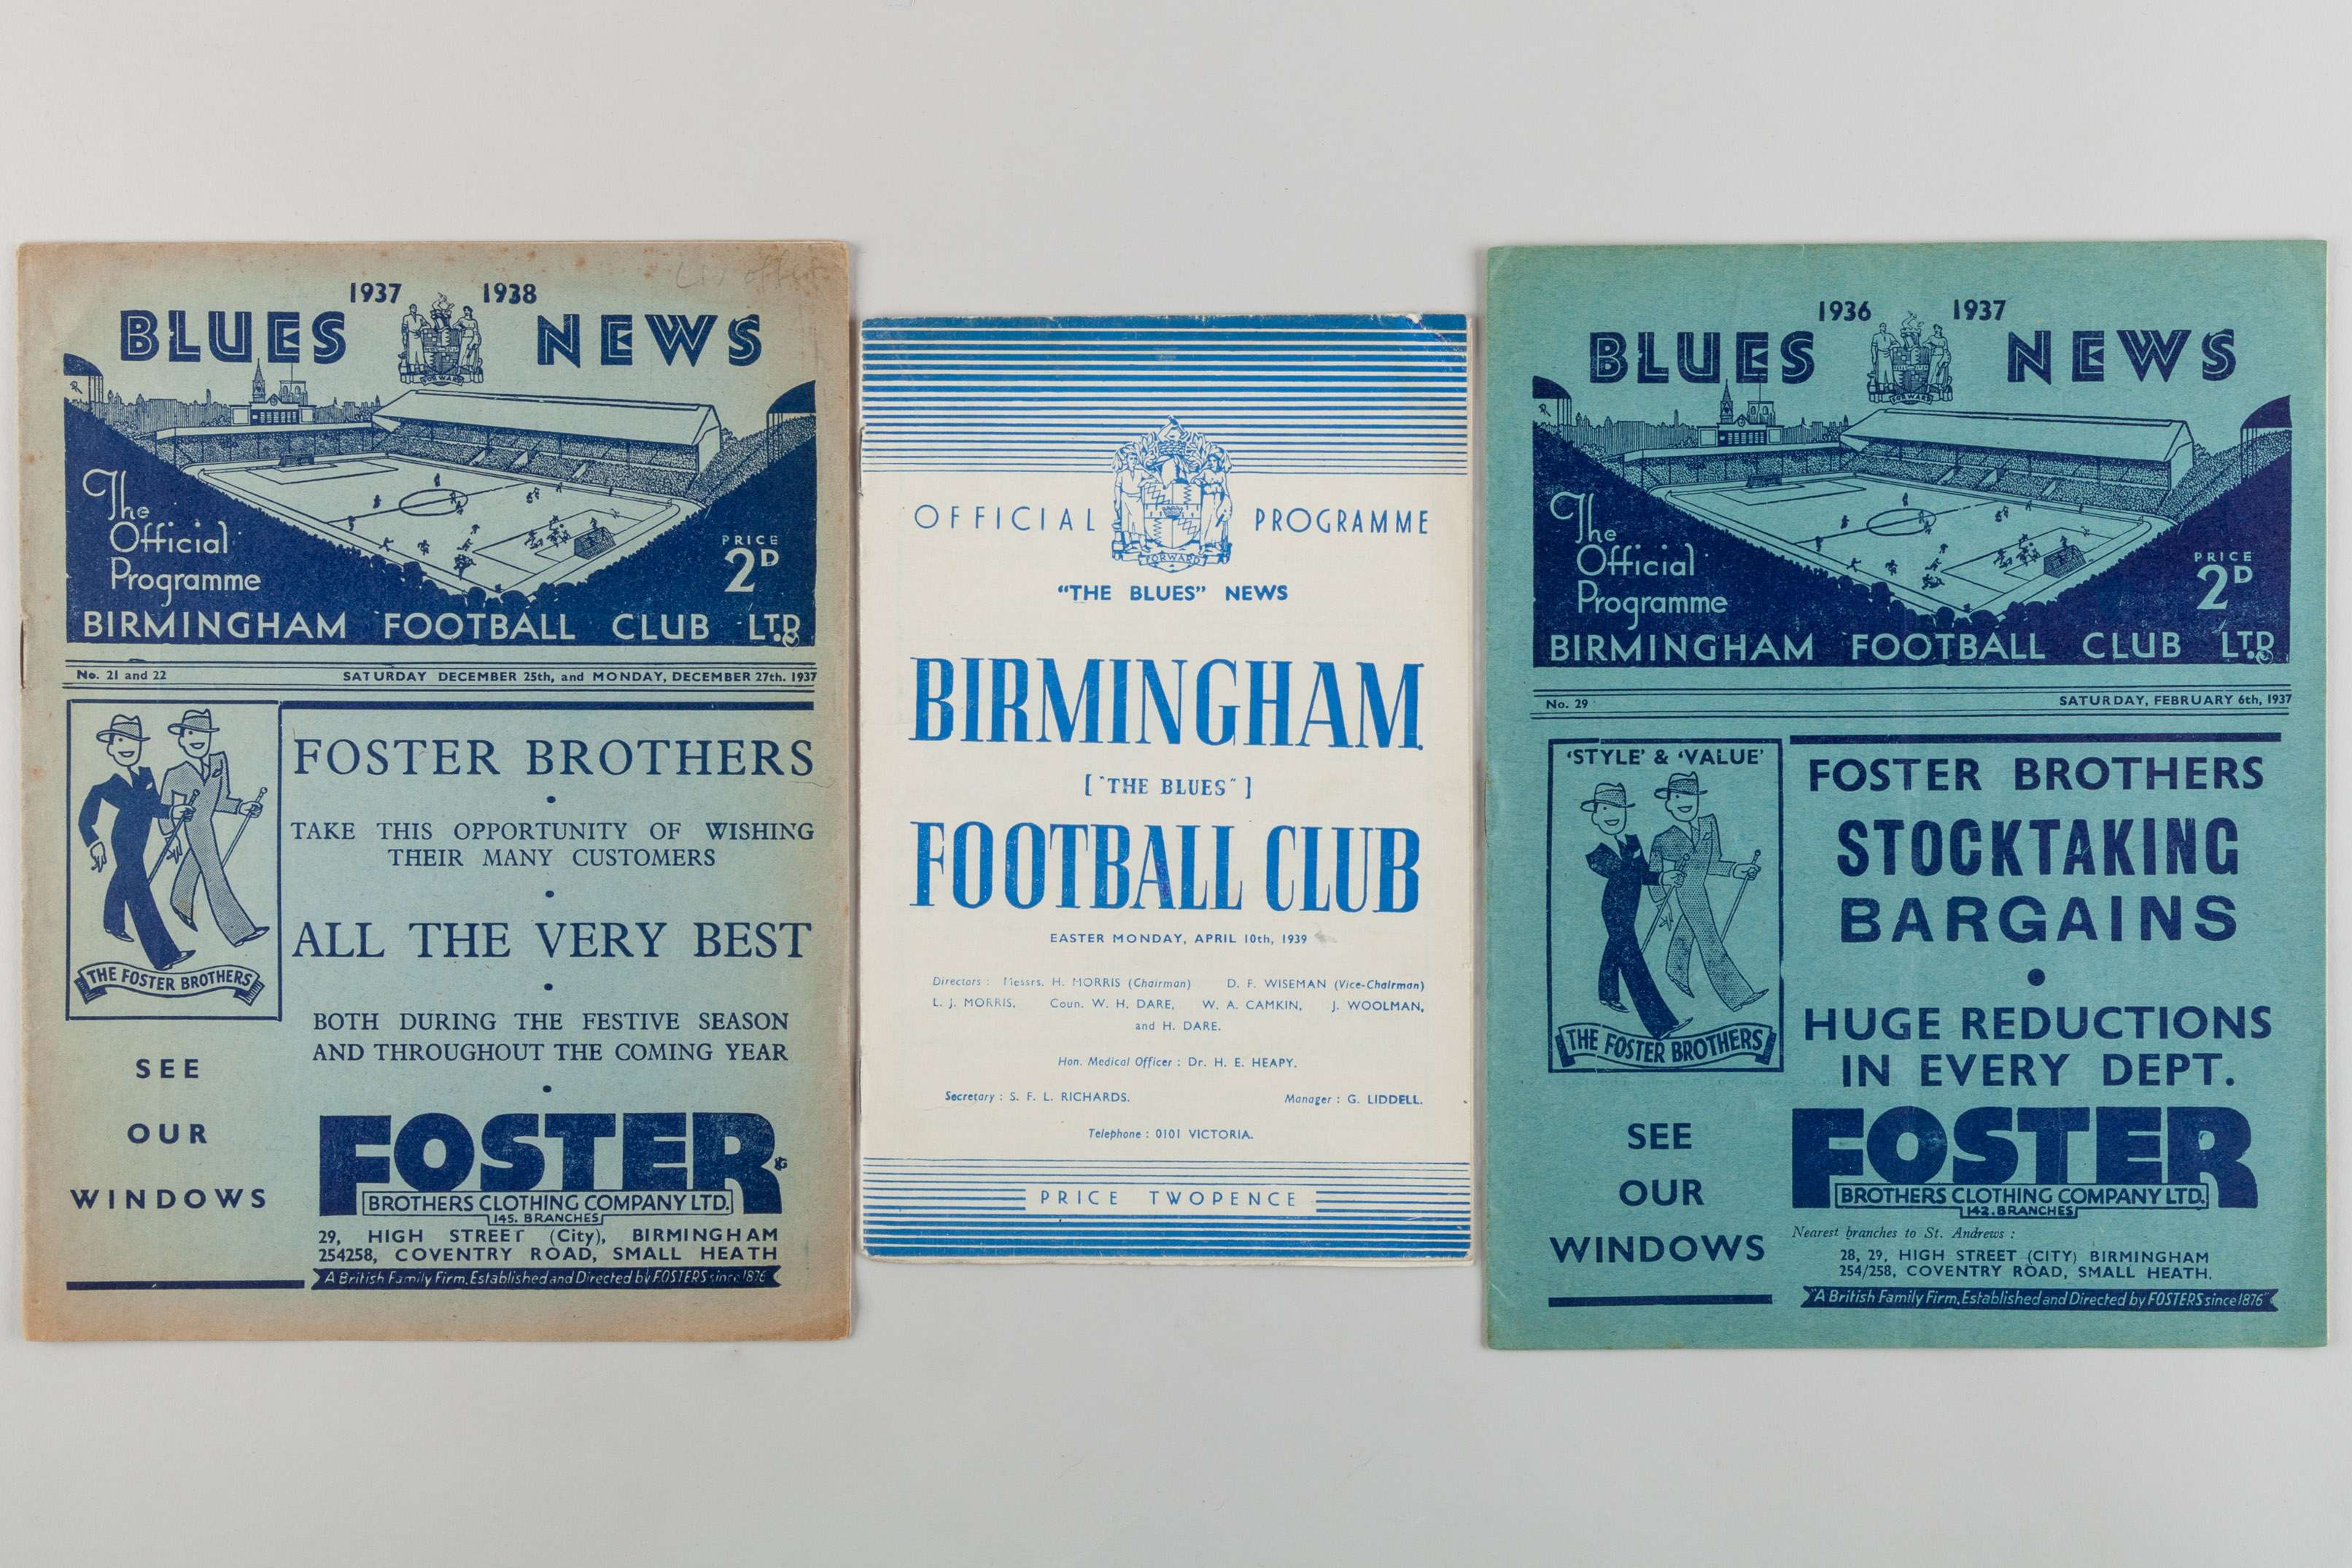 1937 1938
BLUES NEWS
FORWARD
The
Official
Programme
PRICE
2D
BIRMINGHAM FOOTBALL CLUB LTD.
No. 21 and 22 SATURDAY DECEMBER 25th, and MONDAY, DECEMBER 27th. 1937
FOSTER BROTHERS
TAKE THIS OPPORTUNITY OF WISHING
THEIR MANY CUSTOMERS
ALL THE VERY BEST
BOTH DURING THE FESTIVE SEASON
AND THROUGHOUT THE COMING YEAR
THE FOSTER BROTHERS
SEE
OUR
WINDOWS
FOSTER
BROTHERS CLOTHING COMPANY LTD.
145. BRANCHES
29, HIGH STREET (City), BIRMINGHAM
254258, COVENTRY ROAD, SMALL HEATH
A British Family Firm, Established and Directed by FOSTERS since 1876
OFFICIAL PROGRAMME
FORWARD
"THE BLUES" NEWS
BIRMINGHAM
["THE BLUES"]
FOOTBALL CLUB
EASTER MONDAY, APRIL 10th, 1939
Directors : Messrs. H. MORRIS (Chairman) D. F. WISEMAN (Vice-Chairman)
L. J. MORRIS, Coun. W. H. DARE, W. A. CAMKIN, J. WOOLMAN,
and H. DARE.
Hon. Medical Officer : Dr. H. E. HEAPY.
Secretary : S. F. L. RICHARDS. Manager : G. LIDDELL.
Telephone : 0101 VICTORIA.
PRICE TWOPENCE
1936 1937
BLUES NEWS
FORWARD
The
Official
Programme
PRICE
2D
BIRMINGHAM FOOTBALL CLUB LTD.
No. 29 SATURDAY, FEBRUARY 6th, 1937
'STYLE' & 'VALUE'
THE FOSTER BROTHERS
FOSTER BROTHERS
STOCKTAKING
BARGAINS
HUGE REDUCTIONS
IN EVERY DEPT.
SEE
OUR
WINDOWS
FOSTER
BROTHERS CLOTHING COMPANY LTD.
142. BRANCHES
Nearest branches to St. Andrews :
28, 29, HIGH STREET (CITY) BIRMINGHAM
254/258, COVENTRY ROAD, SMALL HEATH.
"A British Family Firm, Established and Directed by FOSTERS since 1876"